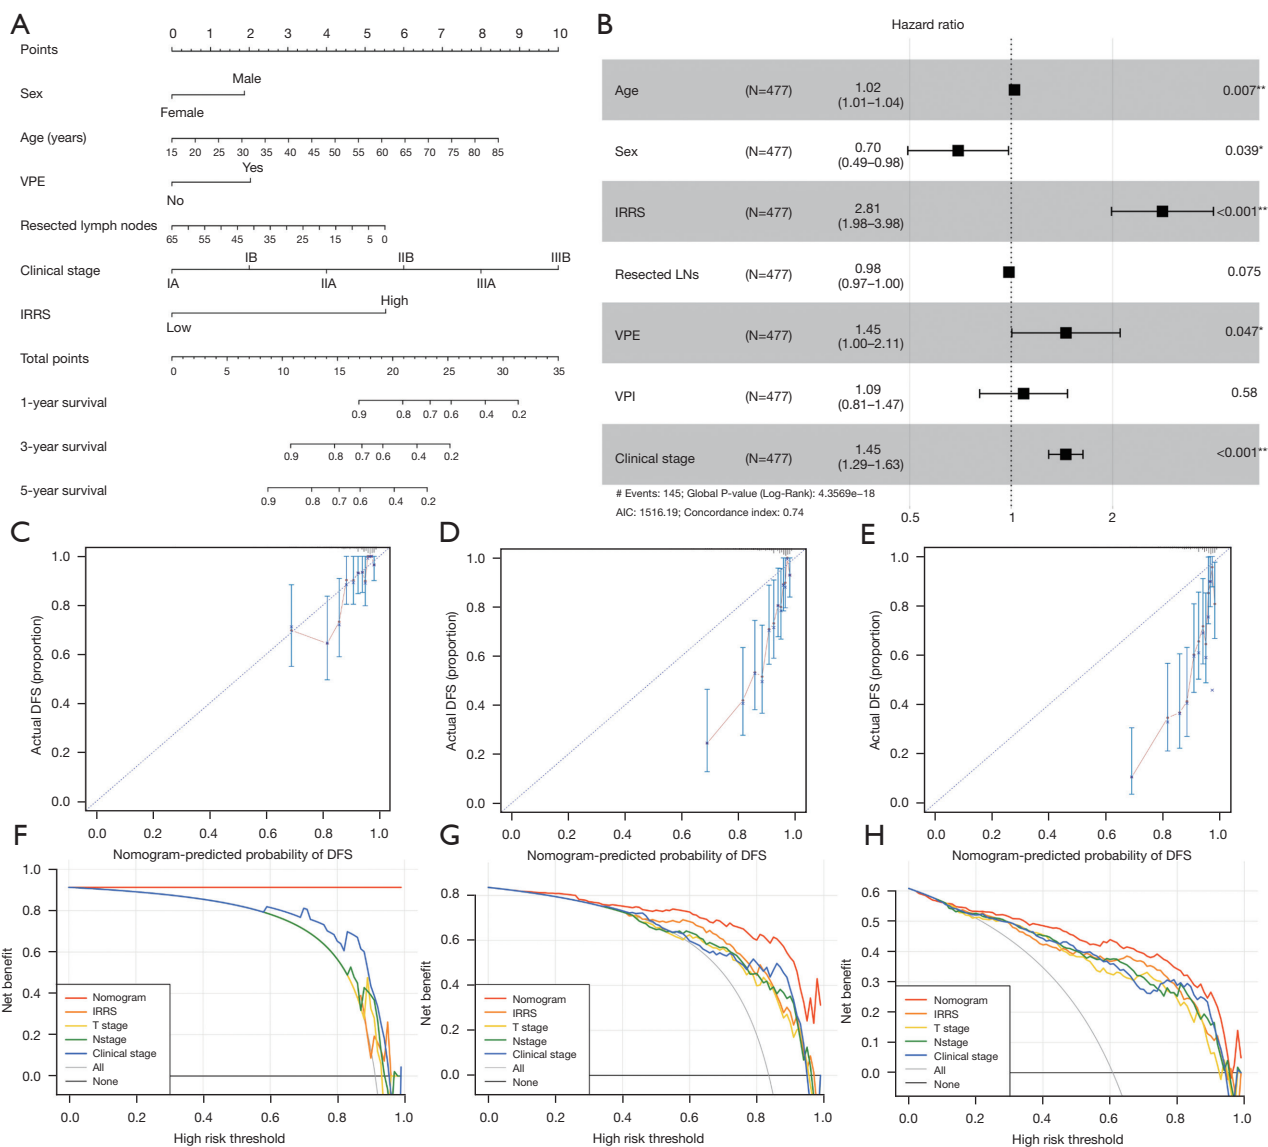 A
0 1 2 3 4 5 6 7 8 9 10
Points
Male
Sex
Female
Age (years)
15 20 25 30 35 40 45 50 55 60 65 70 75 80 85
Yes
VPE
No
Resected lymph nodes
65 55 45 35 25 15 5 0
IB IIB IIIB
Clinical stage
IA IIA IIIA
High
IRRS
Low
Total points
0 5 10 15 20 25 30 35
1-year survival
0.9 0.8 0.7 0.6 0.4 0.2
3-year survival
0.9 0.8 0.7 0.6 0.4 0.2
5-year survival
0.9 0.8 0.7 0.6 0.4 0.2
B
Hazard ratio
Age (N=477) 1.02 0.007**
(1.01–1.04)
Sex (N=477) 0.70 0.039*
(0.49–0.98)
IRRS (N=477) 2.81 <0.001**
(1.98–3.98)
Resected LNs (N=477) 0.98 0.075
(0.97–1.00)
VPE (N=477) 1.45 0.047*
(1.00–2.11)
VPI (N=477) 1.09 0.58
(0.81–1.47)
Clinical stage (N=477) 1.45 <0.001**
(1.29–1.63)
# Events: 145; Global P-value (Log-Rank): 4.3569e−18
AIC: 1516.19; Concordance index: 0.74
0.5 1 2
C
Actual DFS (proportion)
1.0
0.8
0.6
0.4
0.2
0.0
0.0 0.2 0.4 0.6 0.8 1.0
Nomogram-predicted probability of DFS
D
Actual DFS (proportion)
1.0
0.8
0.6
0.4
0.2
0.0
0.0 0.2 0.4 0.6 0.8 1.0
Nomogram-predicted probability of DFS
E
Actual DFS (proportion)
1.0
0.8
0.6
0.4
0.2
0.0
0.0 0.2 0.4 0.6 0.8 1.0
Nomogram-predicted probability of DFS
F
Net benefit
1.0
0.8
0.6
0.4
0.2
0.0
Nomogram
IRRS
T stage
Nstage
Clinical stage
All
None
0.0 0.2 0.4 0.6 0.8 1.0
High risk threshold
G
Net benefit
0.8
0.6
0.4
0.2
0.0
Nomogram
IRRS
T stage
Nstage
Clinical stage
All
None
0.0 0.2 0.4 0.6 0.8 1.0
High risk threshold
H
Net benefit
0.6
0.5
0.4
0.3
0.2
0.1
0.0
Nomogram
IRRS
T stage
Nstage
Clinical stage
All
None
0.0 0.2 0.4 0.6 0.8 1.0
High risk threshold